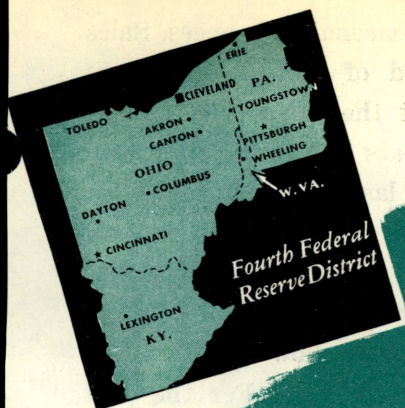 ERIE
CLEVELAND
PA.
TOLEDO
YOUNGSTOWN
AKRON
CANTON
PITTSBURGH
OHIO
WHEELING
COLUMBUS
W.VA.
DAYTON
CINCINNATI
Fourth Federal
Reserve District
LEXINGTON
KY.